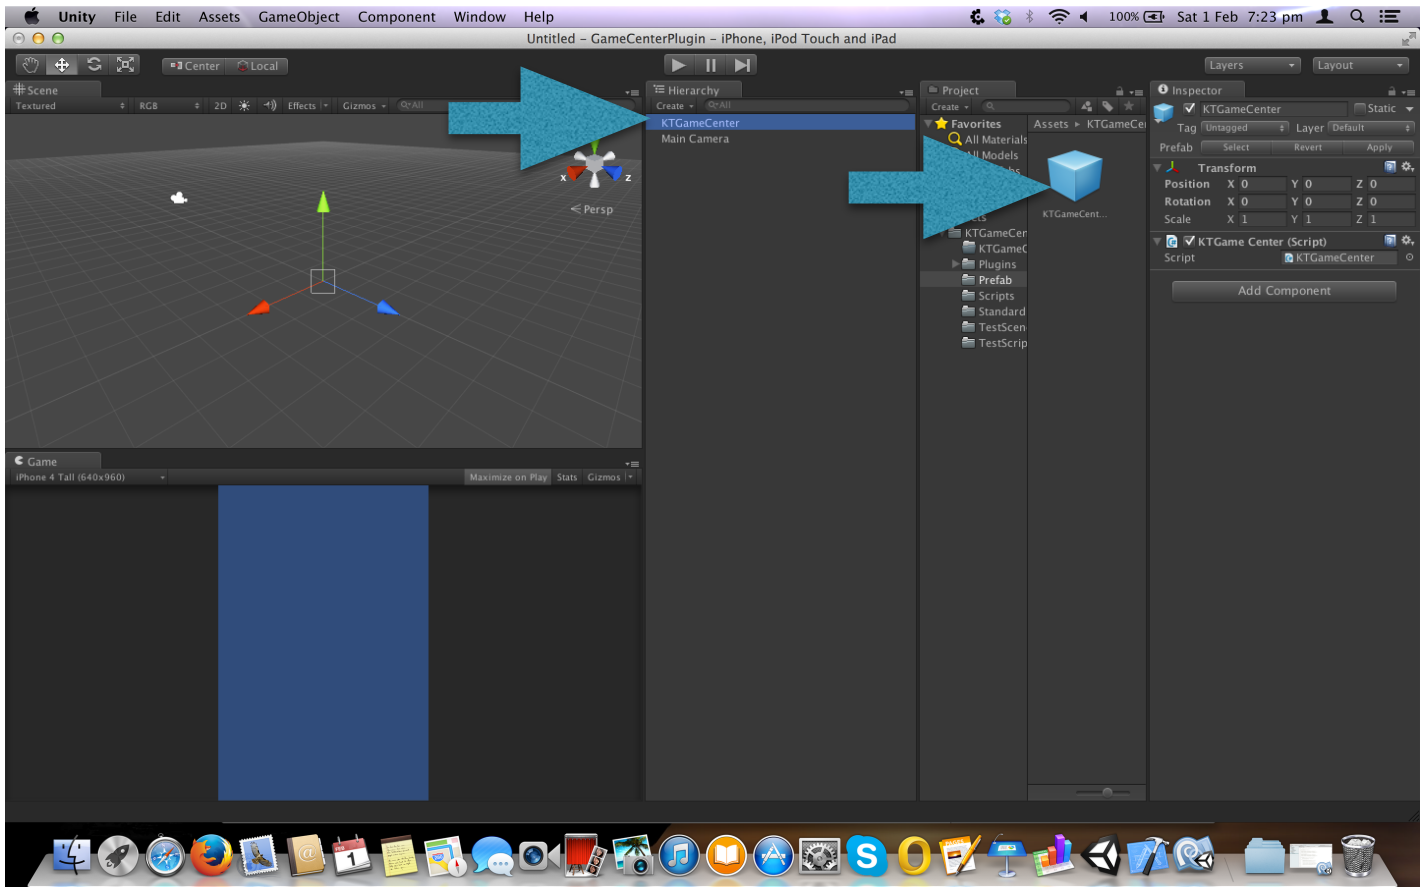 Unity File Edit Assets GameObject Component Window Help 100% Sat 1 Feb 7:23 pm
Untitled – GameCenterPlugin – iPhone, iPod Touch and iPad
Center Local Layers Layout
Scene
Textured RGB 2D Effects Gizmos All
Hierarchy
Create All
KTGameCenter
Main Camera
x z
Persp
Project
Create
Favorites
All Materials
All Models
KTGameCen
KTGameC
Plugins
Prefab
Scripts
Standard
TestScen
TestScrip
Assets KTGameCe
KTGameCent...
Inspector
KTGameCenter Static
Tag Untagged Layer Default
Prefab Select Revert Apply
Transform
Position X 0 Y 0 Z 0
Rotation X 0 Y 0 Z 0
Scale X 1 Y 1 Z 1
KTGame Center (Script)
Script KTGameCenter
Add Component
Game
iPhone 4 Tall (640x960) Maximize on Play Stats Gizmos
FEB
1